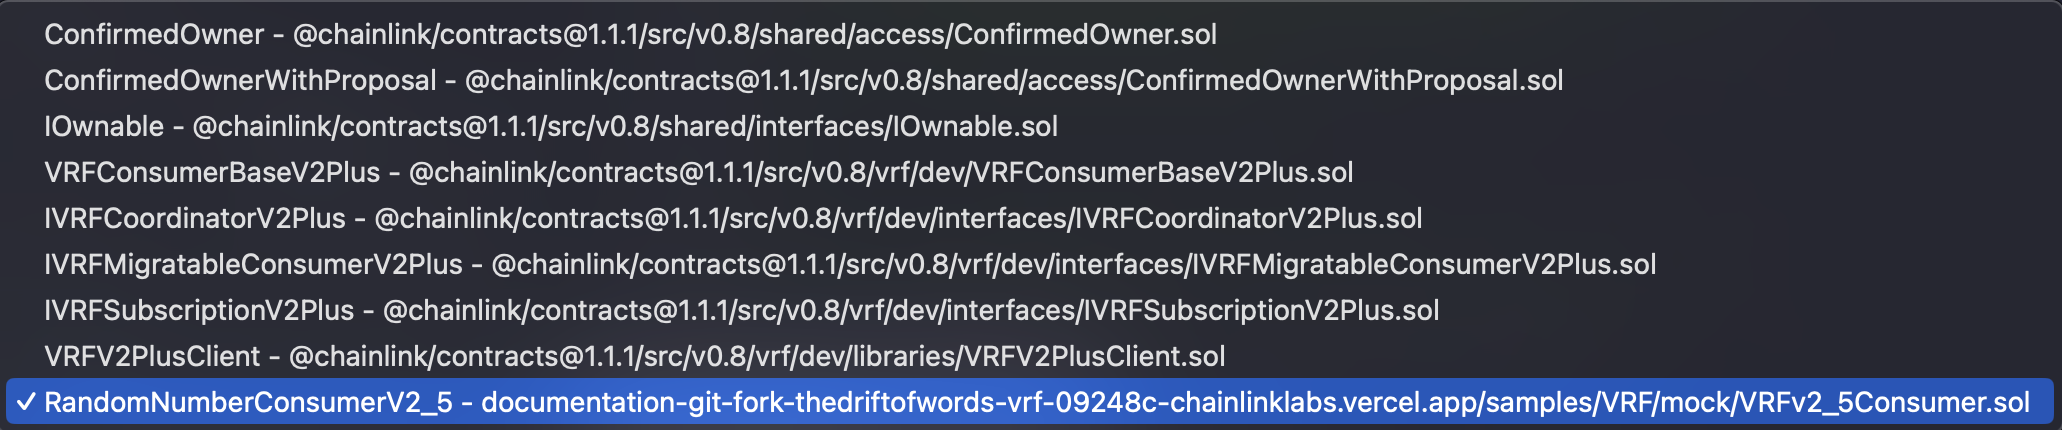 ConfirmedOwner - @chainlink/contracts@1.1.1/src/v0.8/shared/access/ConfirmedOwner.sol
ConfirmedOwnerWithProposal - @chainlink/contracts@1.1.1/src/v0.8/shared/access/ConfirmedOwnerWithProposal.sol
IOwnable - @chainlink/contracts@1.1.1/src/v0.8/shared/interfaces/IOwnable.sol
VRFConsumerBaseV2Plus - @chainlink/contracts@1.1.1/src/v0.8/vrf/dev/VRFConsumerBaseV2Plus.sol
IVRFCoordinatorV2Plus - @chainlink/contracts@1.1.1/src/v0.8/vrf/dev/interfaces/IVRFCoordinatorV2Plus.sol
IVRFMigratableConsumerV2Plus - @chainlink/contracts@1.1.1/src/v0.8/vrf/dev/interfaces/IVRFMigratableConsumerV2Plus.sol
IVRFSubscriptionV2Plus - @chainlink/contracts@1.1.1/src/v0.8/vrf/dev/interfaces/IVRFSubscriptionV2Plus.sol
VRFV2PlusClient - @chainlink/contracts@1.1.1/src/v0.8/vrf/dev/libraries/VRFV2PlusClient.sol
✓ RandomNumberConsumerV2_5 - documentation-git-fork-thedriftofwords-vrf-09248c-chainlinklabs.vercel.app/samples/VRF/mock/VRFv2_5Consumer.sol